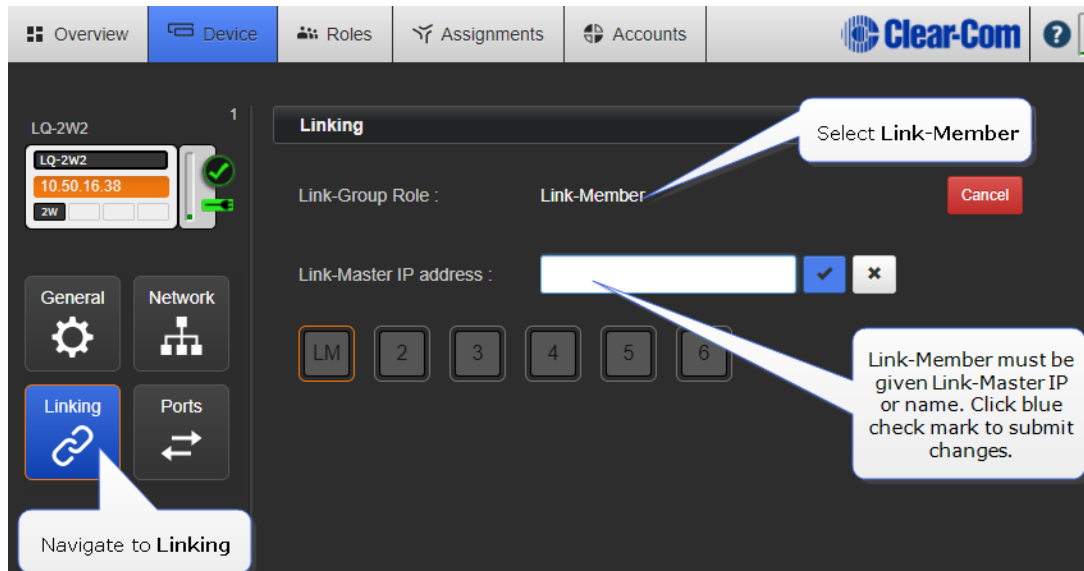 Overview
Device
Roles
Assignments
Accounts
Clear-Com
?
LQ-2W2
1
LQ-2W2
10.50.16.38
2W
General
Network
Linking
Ports
Navigate to Linking
Linking
Select Link-Member
Link-Group Role :
Link-Member
Cancel
Link-Master IP address :
LM
2
3
4
5
6
Link-Member must be
given Link-Master IP
or name. Click blue
check mark to submit
changes.